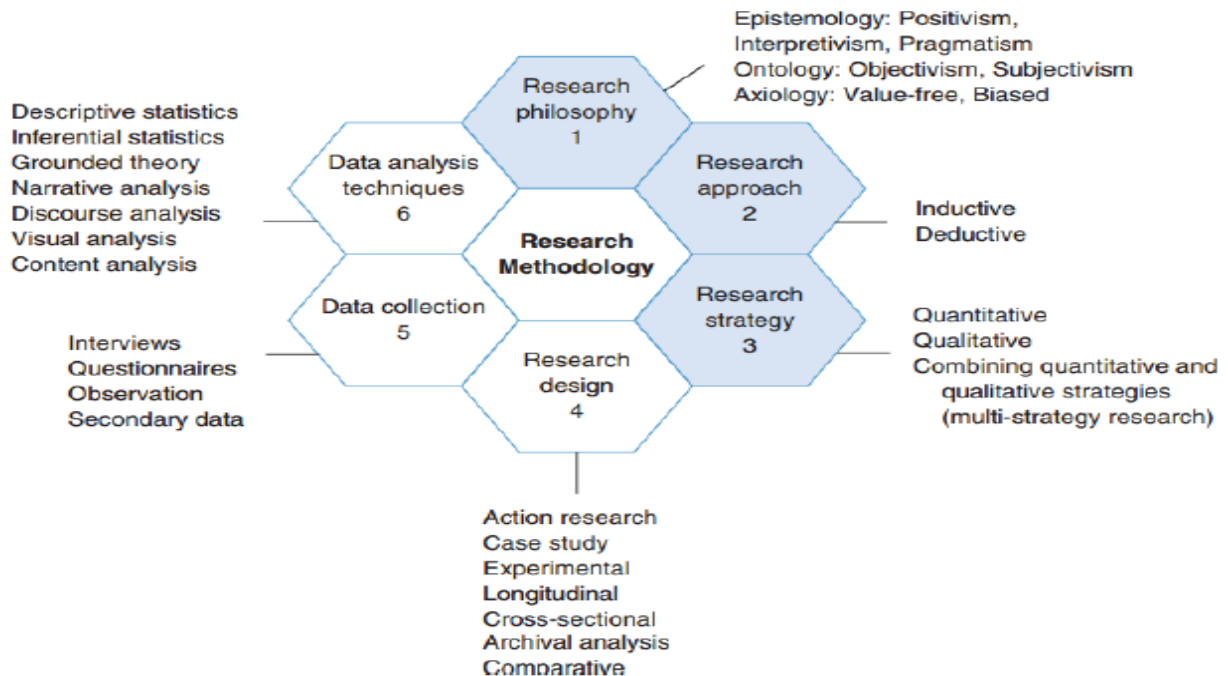 Epistemology: Positivism,
Interpretivism, Pragmatism
Ontology: Objectivism, Subjectivism
Axiology: Value-free, Biased
Research
philosophy
1
Research
approach
2
Inductive
Deductive
Research
strategy
3
Quantitative
Qualitative
Combining quantitative and
qualitative strategies
(multi-strategy research)
Research
design
4
Action research
Case study
Experimental
Longitudinal
Cross-sectional
Archival analysis
Comparative
Data collection
5
Interviews
Questionnaires
Observation
Secondary data
Data analysis
techniques
6
Descriptive statistics
Inferential statistics
Grounded theory
Narrative analysis
Discourse analysis
Visual analysis
Content analysis
Research
Methodology